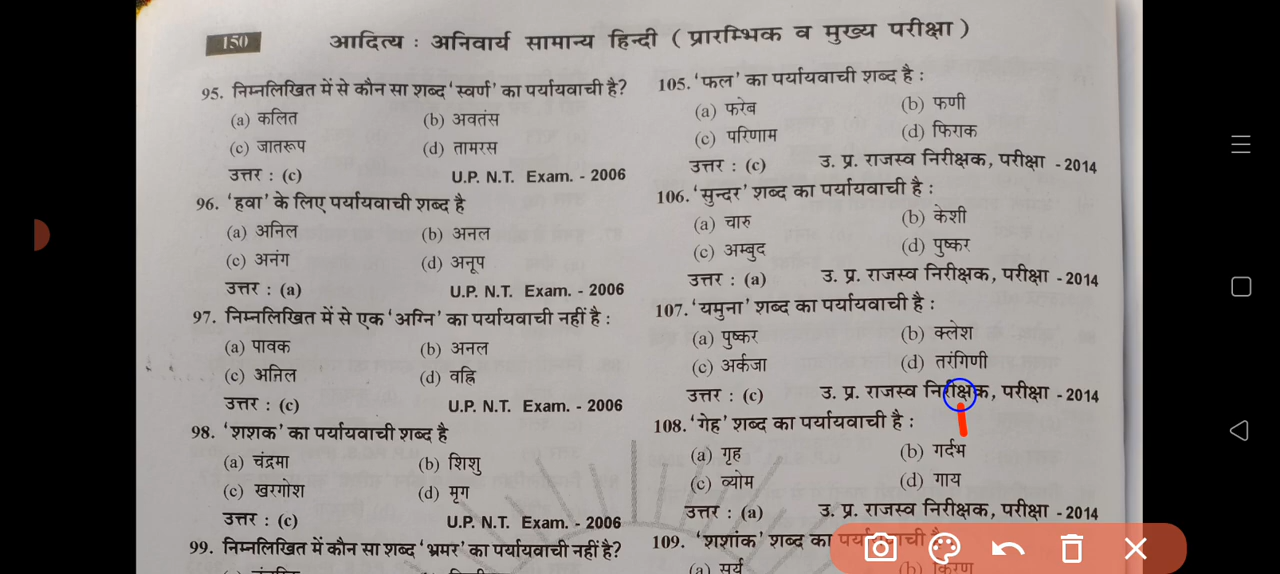 150
आदित्य : अनिवार्य सामान्य हिन्दी ( प्रारम्भिक व मुख्य परीक्षा )
95. निम्नलिखित में से कौन सा शब्द ‘स्वर्ण’ का पर्यायवाची है?
(a) कलित (b) अवतंस
(c) जातरूप (d) तामरस
उत्तर : (c) U.P. N.T. Exam. - 2006
96. ‘हवा’ के लिए पर्यायवाची शब्द है
(a) अनिल (b) अनल
(c) अनंग (d) अनूप
उत्तर : (a) U.P. N.T. Exam. - 2006
97. निम्नलिखित में से एक ‘अग्नि’ का पर्यायवाची नहीं है :
(a) पावक (b) अनल
(c) अनिल (d) वह्नि
उत्तर : (c) U.P. N.T. Exam. - 2006
98. ‘शशक’ का पर्यायवाची शब्द है
(a) चंद्रमा (b) शिशु
(c) खरगोश (d) मृग
उत्तर : (c) U.P. N.T. Exam. - 2006
99. निम्नलिखित में कौन सा शब्द ‘भ्रमर’ का पर्यायवाची नहीं है?
105. ‘फल’ का पर्यायवाची शब्द है :
(a) फरेब (b) फणी
(c) परिणाम (d) फिराक
उत्तर : (c) उ. प्र. राजस्व निरीक्षक, परीक्षा - 2014
106. ‘सुन्दर’ शब्द का पर्यायवाची है :
(a) चारु (b) केशी
(c) अम्बुद (d) पुष्कर
उत्तर : (a) उ. प्र. राजस्व निरीक्षक, परीक्षा - 2014
107. ‘यमुना’ शब्द का पर्यायवाची है :
(a) पुष्कर (b) क्लेश
(c) अर्कजा (d) तरंगिणी
उत्तर : (c) उ. प्र. राजस्व निरीक्षक, परीक्षा - 2014
108. ‘गेह’ शब्द का पर्यायवाची है :
(a) गृह (b) गर्दभ
(c) व्योम (d) गाय
उत्तर : (a) उ. प्र. राजस्व निरीक्षक, परीक्षा - 2014
109. ‘शशांक’ शब्द का पर्यायवाची है
(a) सूर्य (b) किरण